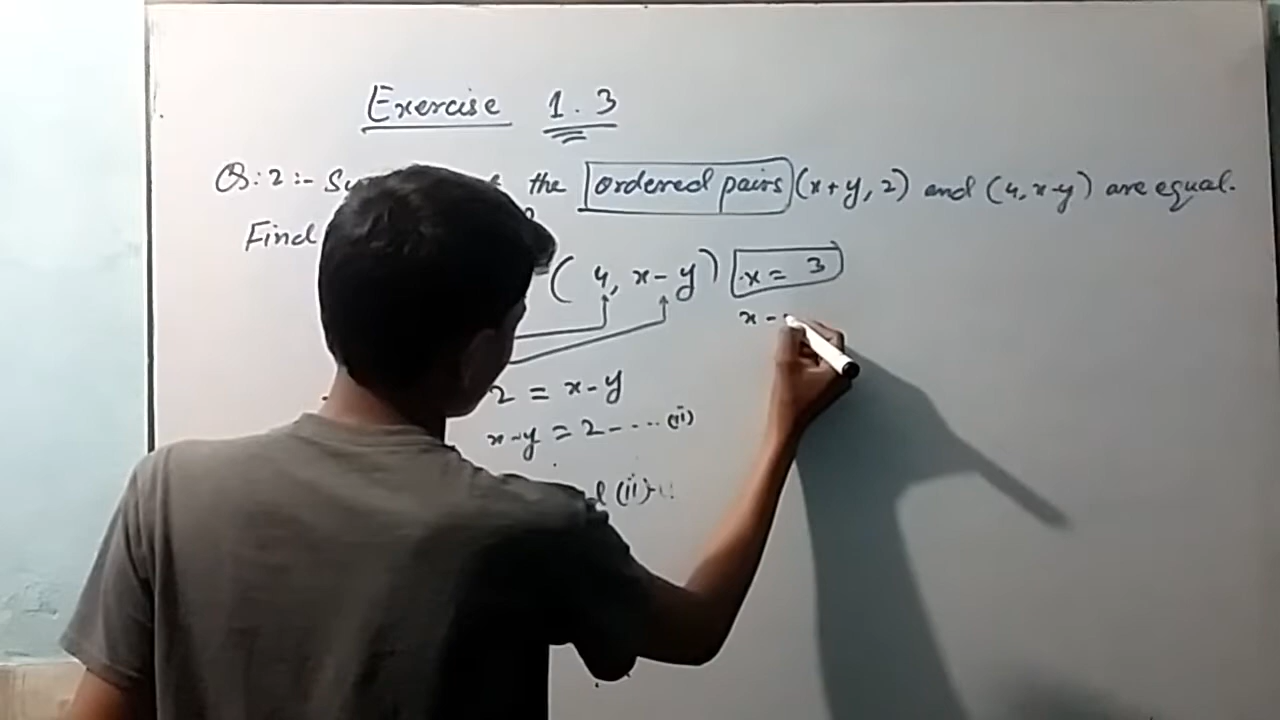 Exercise 1.3
Q:2:- the ordered pairs (x+y, 2) and (4, x-y) are equal.
Find
(4, x-y) x = 3
x -
2 = x-y
x-y = 2 - ... (ii)
(ii)